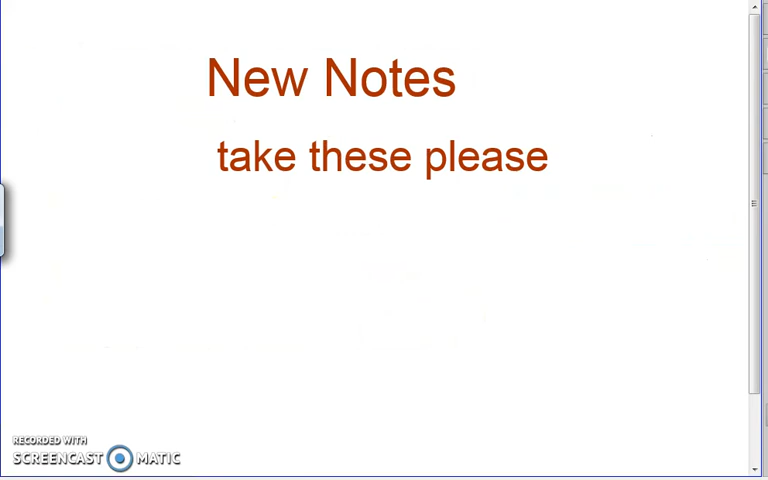 New Notes
take these please
RECORDED WITH
SCREENCAST MATIC